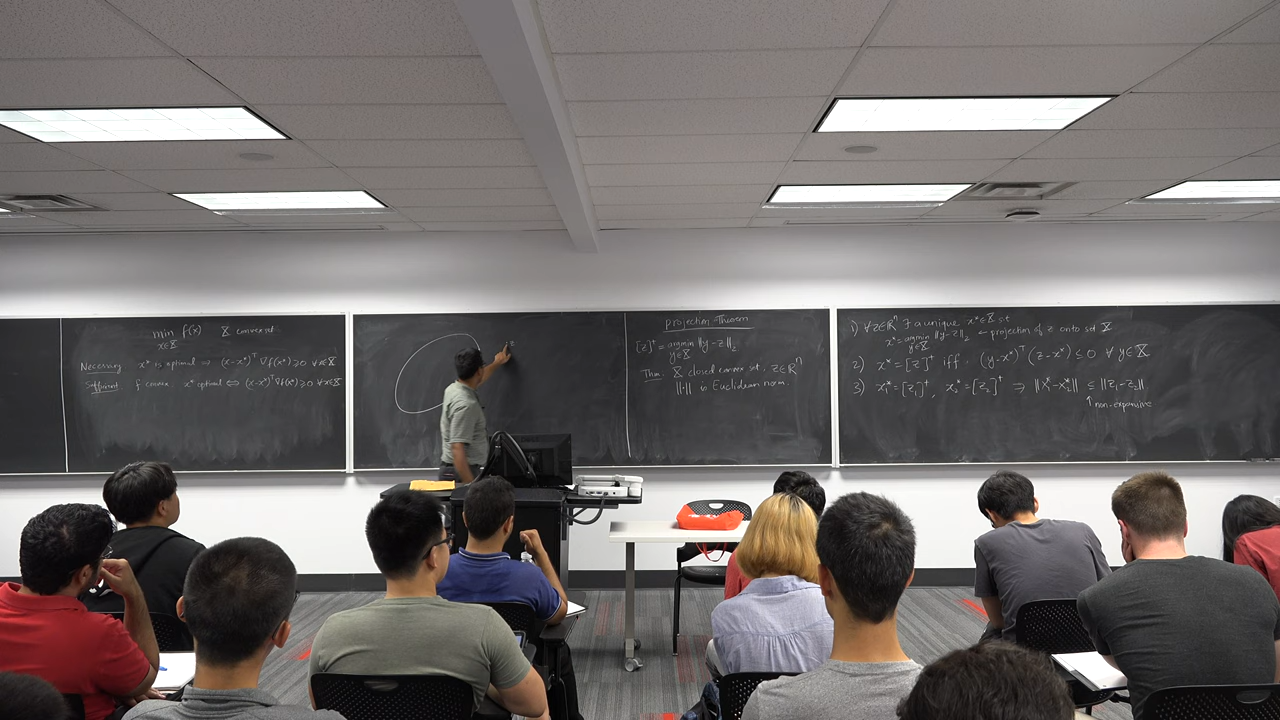 min f(x) 𝕏 convex set
x∈𝕏
Necessary x* is optimal ⇒ (x-x*)ᵀ ∇f(x*) ≥0 ∀x∈𝕏
Sufficient f convex x* optimal ⇔ (x-x*)ᵀ ∇f(x*) ≥0 ∀x∈𝕏
z
projection Theorem
[z]⁺ = argmin ‖y-z‖₂
y∈𝕏
Thm: 𝕏 closed convex set, z∈ℝⁿ
‖·‖ is Euclidean norm.
1) ∀z∈ℝⁿ ∃ a unique x*∈𝕏 s.t
x* = argmin ‖y-z‖₂ ← projection of z onto set 𝕏
y∈𝕏
2) x* = [z]⁺ iff. (y-x*)ᵀ (z-x*) ≤0 ∀ y∈𝕏
3) x₁* = [z₁]⁺, x₂* = [z₂]⁺ ⇒ ‖x₁*-x₂*‖ ≤ ‖z₁-z₂‖
↑ non-expansive